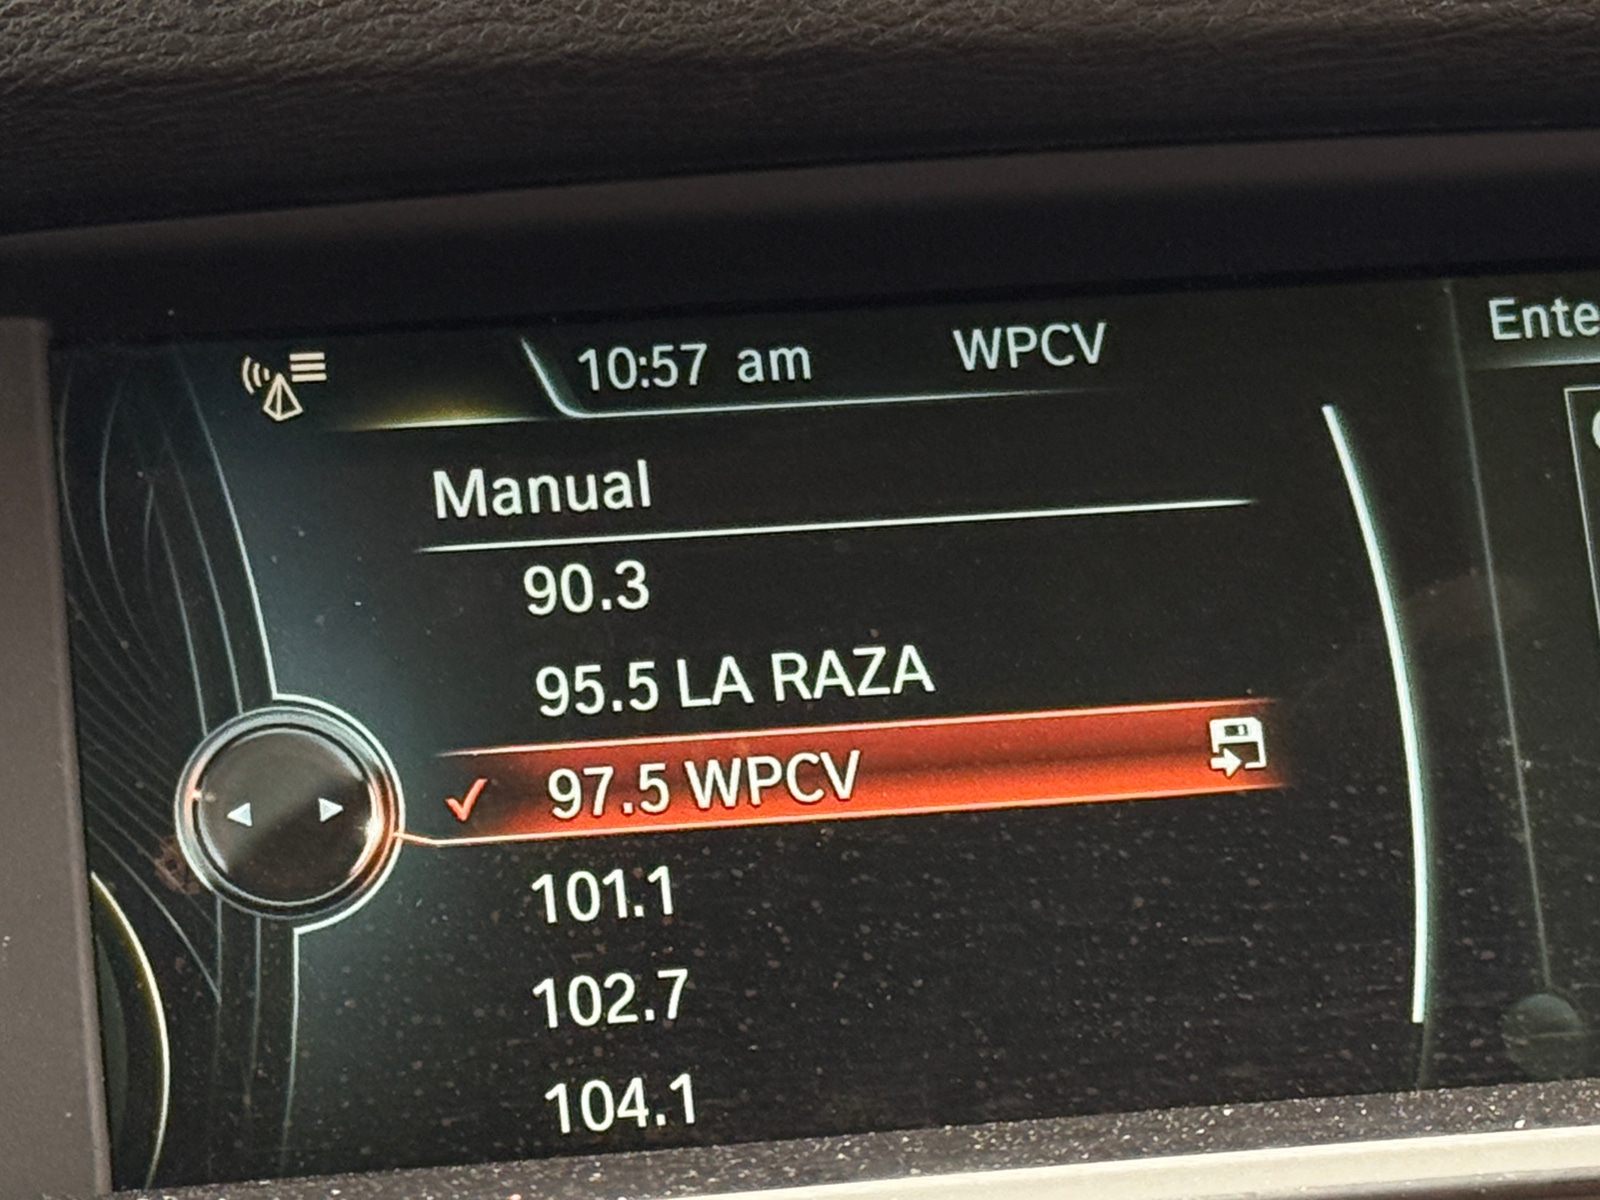 10:57 am WPCV
Ente
Manual
90.3
95.5 LA RAZA
97.5 WPCV
101.1
102.7
104.1